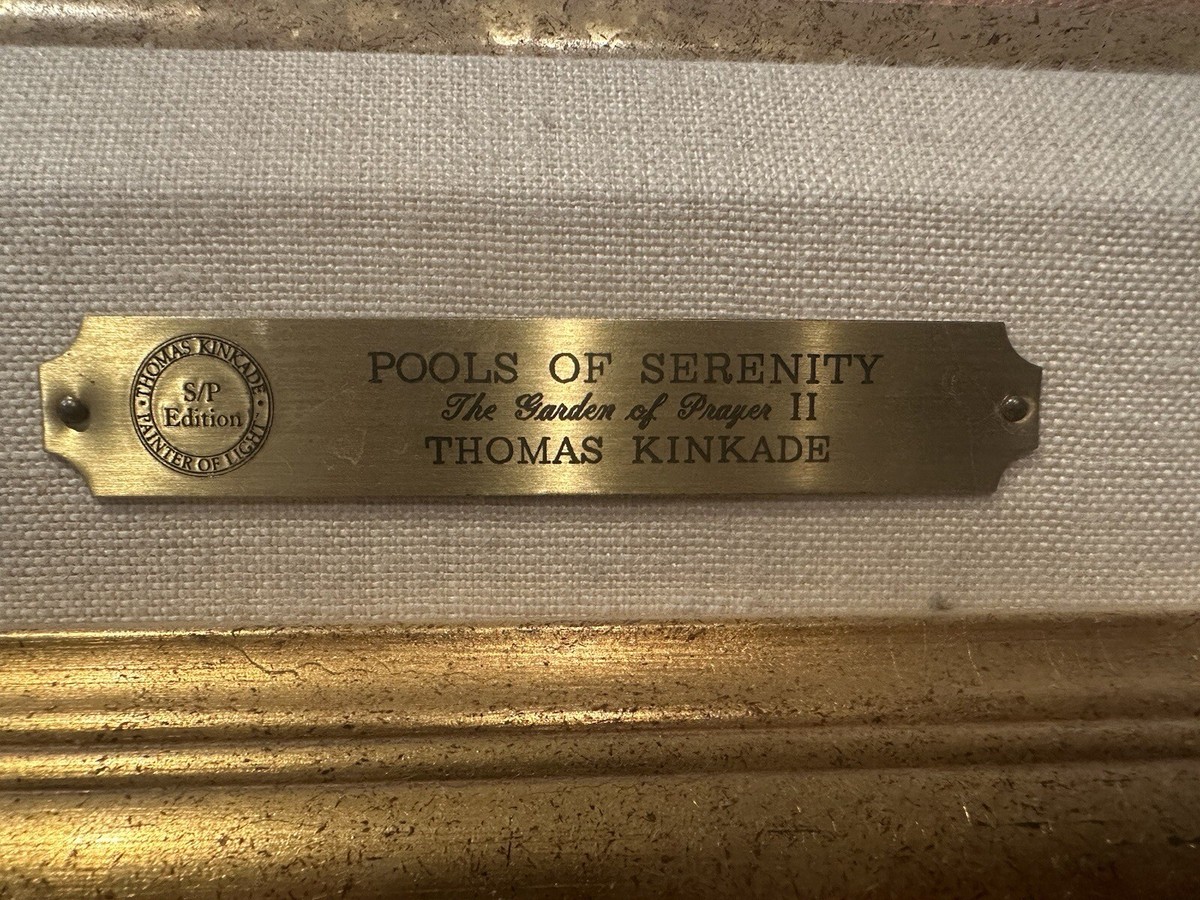 THOMAS KINKADE
S/P
Edition
PAINTER OF LIGHT
POOLS OF SERENITY
The Garden of Prayer II
THOMAS KINKADE